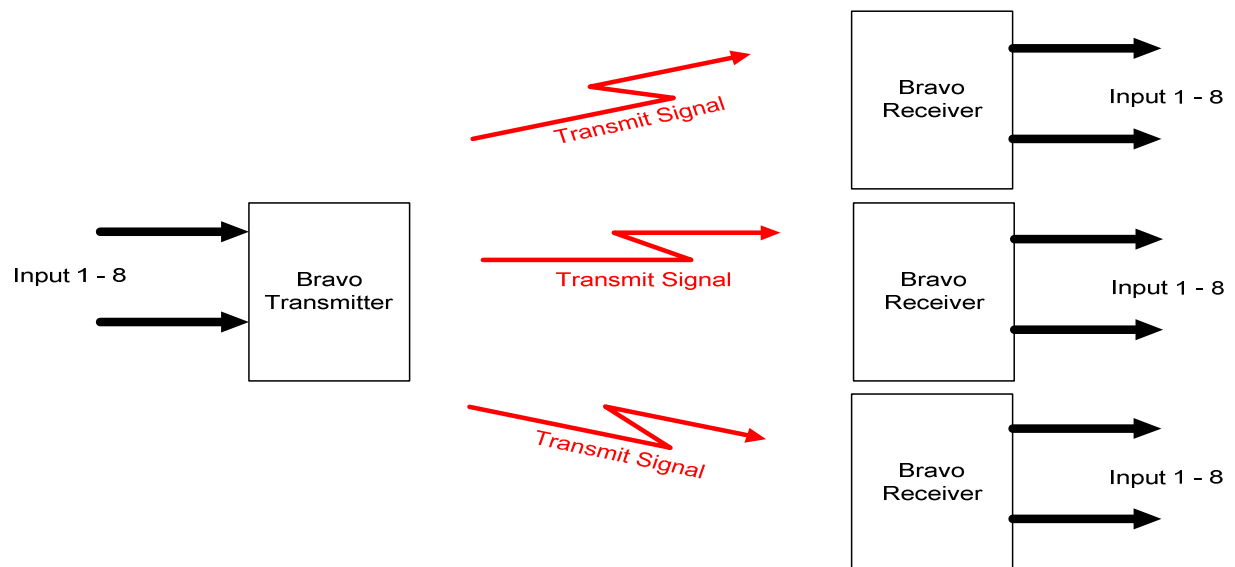 Bravo
Receiver
Input 1 - 8
Transmit Signal
Input 1 - 8
Bravo
Transmitter
Transmit Signal
Bravo
Receiver
Input 1 - 8
Transmit Signal
Bravo
Receiver
Input 1 - 8